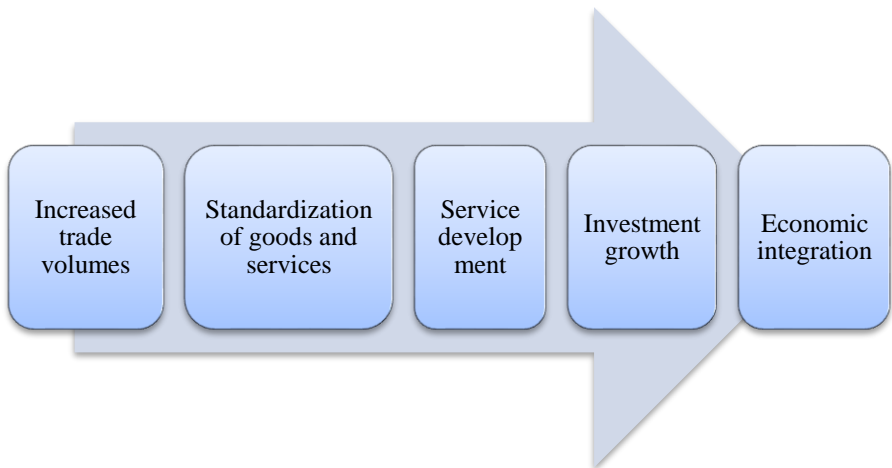 Increased
trade
volumes
Standardization
of goods and
services
Service
develop
ment
Investment
growth
Economic
integration